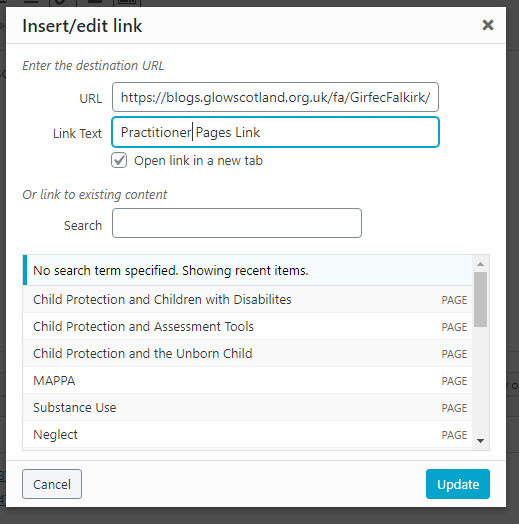 Insert/edit link
Enter the destination URL
URL https://blogs.glowscotland.org.uk/fa/GirfecFalkirk/
Link Text Practitioner Pages Link
Open link in a new tab
Or link to existing content
Search
No search term specified. Showing recent items.
Child Protection and Children with Disabilites PAGE
Child Protection and Assessment Tools PAGE
Child Protection and the Unborn Child PAGE
MAPPA PAGE
Substance Use PAGE
Neglect PAGE
Cancel Update